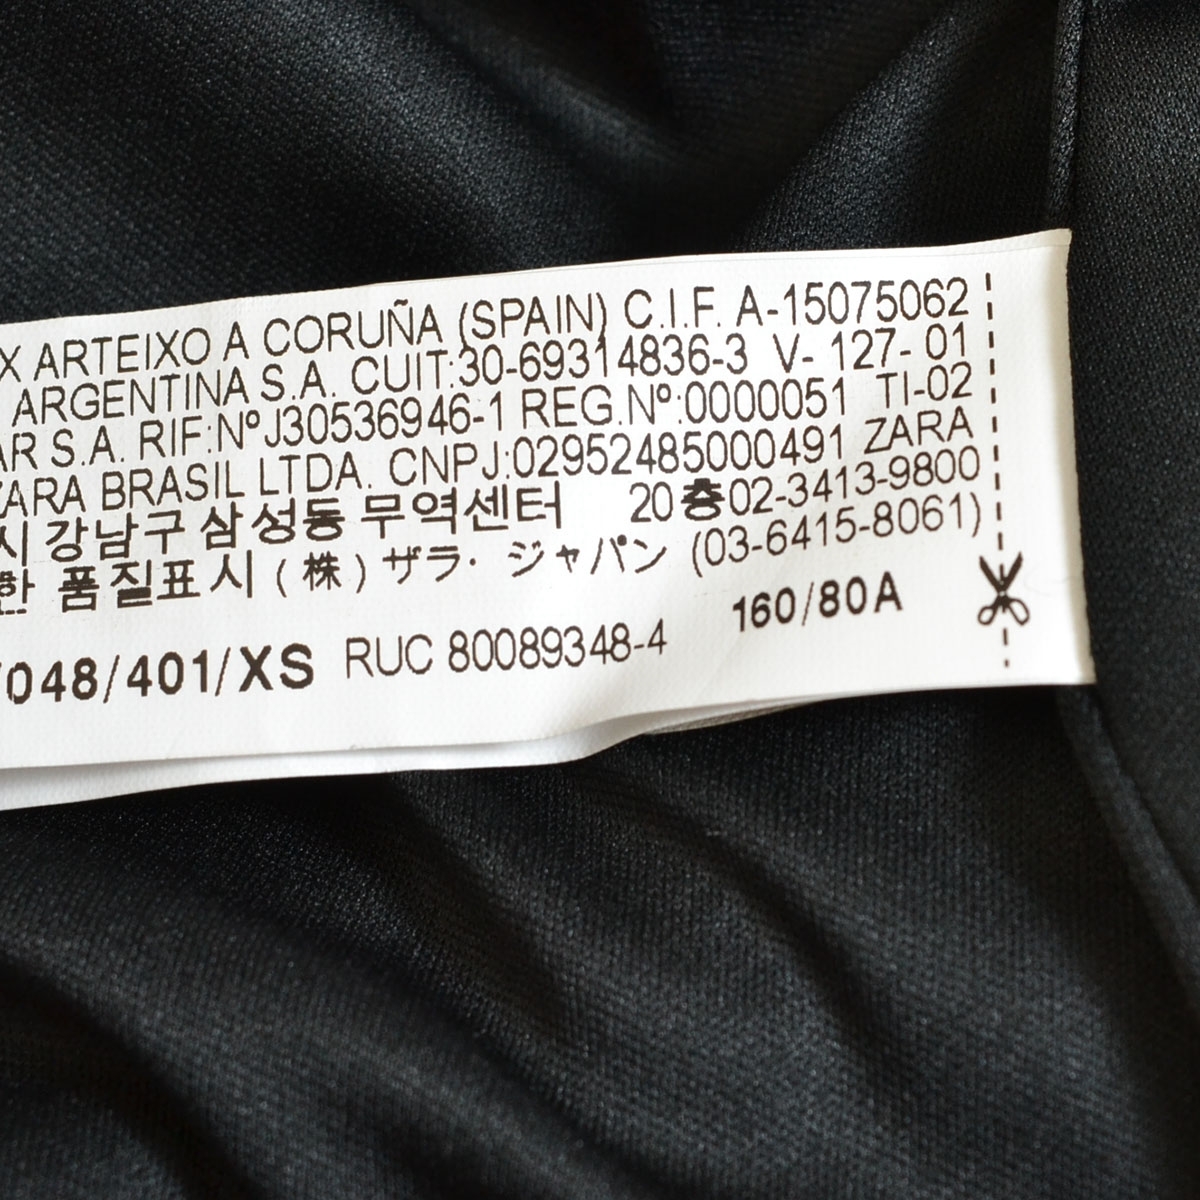 X ARTEIXO A CORUÑA (SPAIN) C.I.F. A-15075062
ARGENTINA S.A. CUIT:30-69314836-3 V- 127- 01
AR S.A. RIF:Nº J30536946-1 REG.Nº:0000051 TI-02
ZARA BRASIL LTDA. CNPJ:02952485000491 ZARA
시 강남구 삼성동 무역센터 20층02-3413-9800
한 품질표시 (株) ザラ・ジャパン (03-6415-8061)
/048/401/XS RUC 80089348-4 160/80A